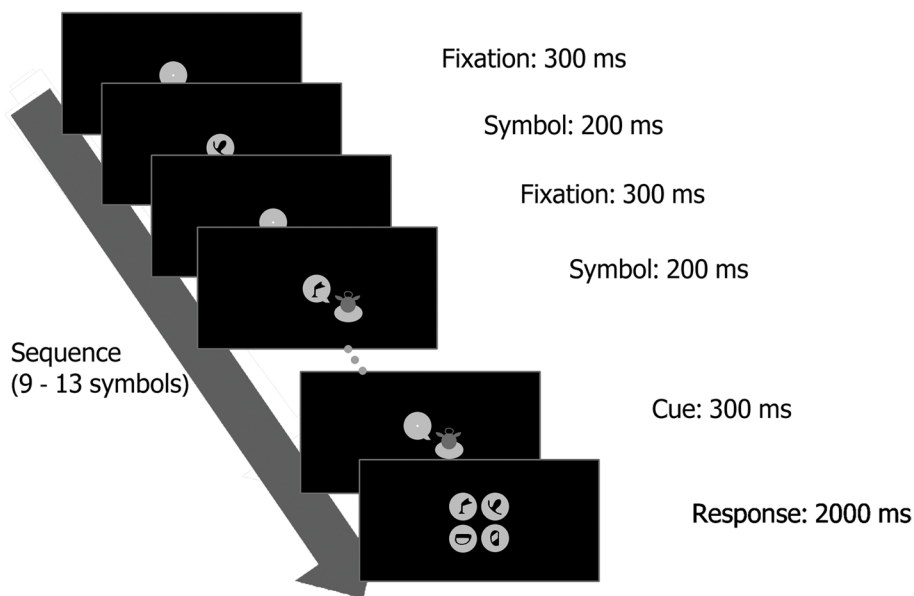 Fixation: 300 ms
Symbol: 200 ms
Fixation: 300 ms
Symbol: 200 ms
Sequence
(9 - 13 symbols)
Cue: 300 ms
Response: 2000 ms